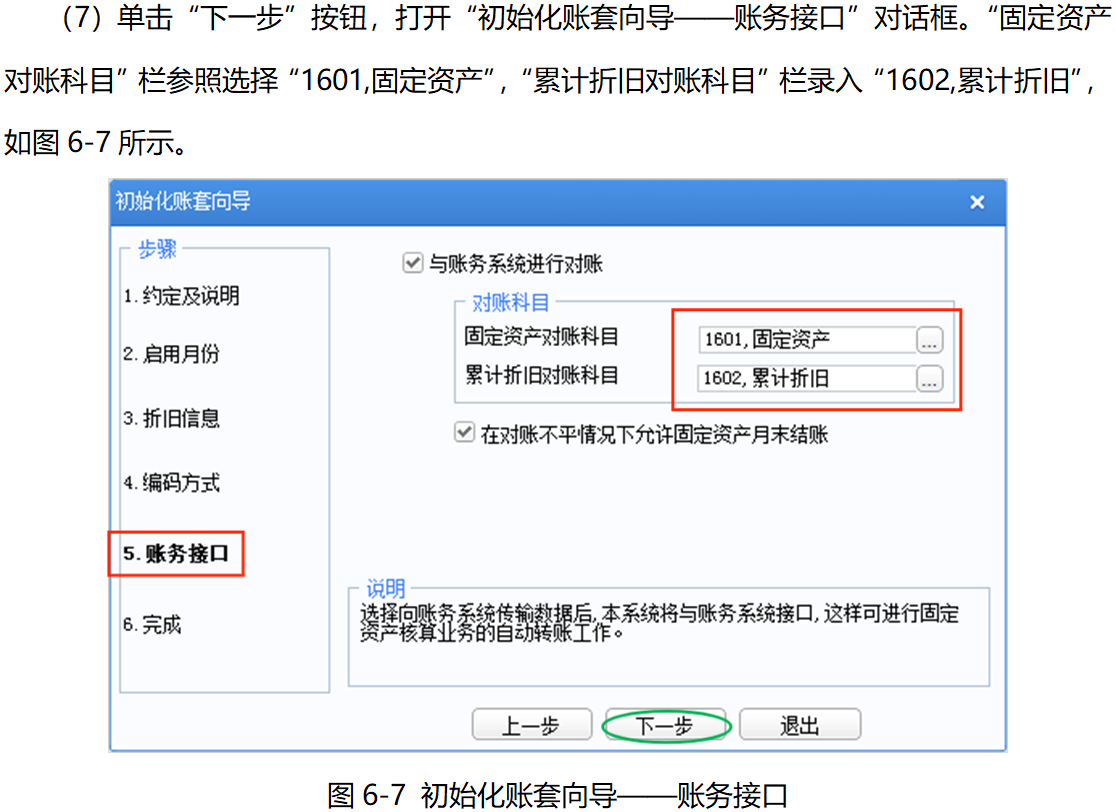 （7）单击“下一步”按钮，打开“初始化账套向导——账务接口”对话框。“固定资产
对账科目”栏参照选择“1601,固定资产”，“累计折旧对账科目”栏录入“1602,累计折旧”，
如图 6-7 所示。
初始化账套向导
步骤
1.约定及说明
2.启用月份
3.折旧信息
4.编码方式
5.账务接口
6.完成
与账务系统进行对账
对账科目
固定资产对账科目 1601,固定资产 ...
累计折旧对账科目 1602,累计折旧 ...
在对账不平情况下允许固定资产月末结账
说明
选择向账务系统传输数据后,本系统将与账务系统接口,这样可进行固定
资产核算业务的自动转账工作。
上一步 下一步 退出
图 6-7 初始化账套向导——账务接口